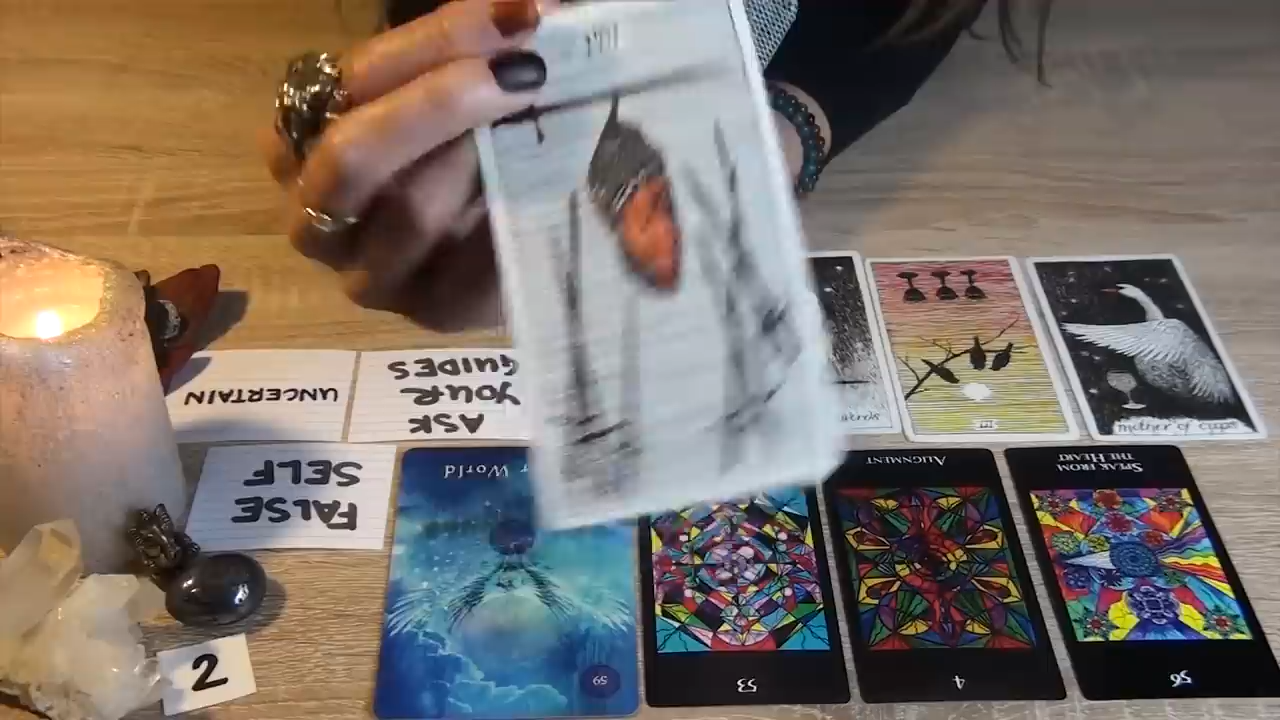 UNCERTAIN
ASK
YOUR
GUIDES
FALSE
SELF
2
World
59
53
ALIGNMENT
4
SPEAK FROM
THE HEART
56
III
mother of cups